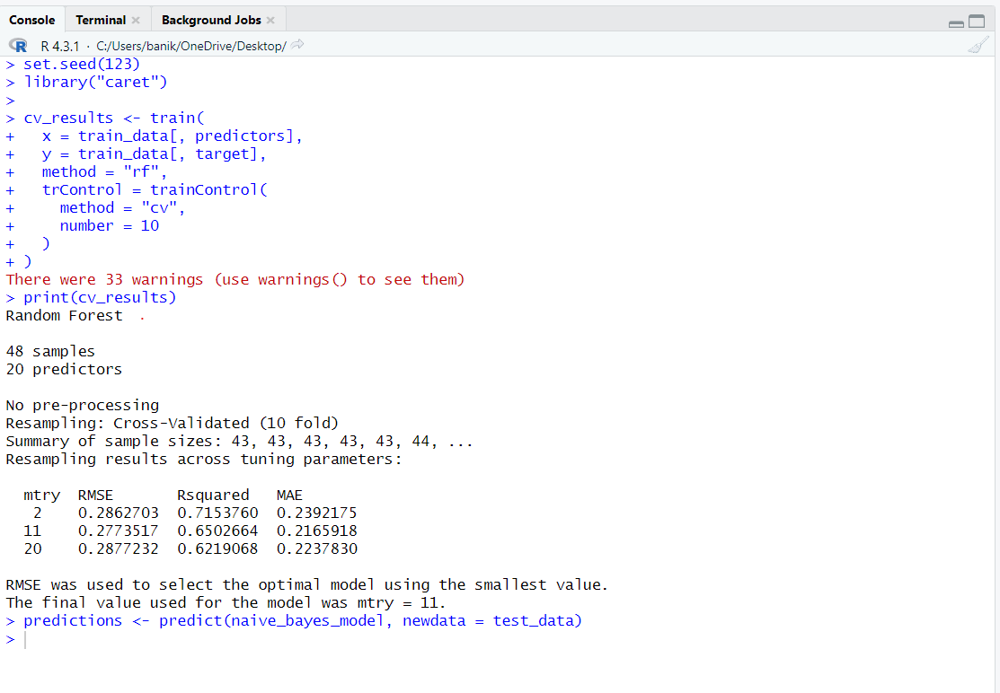 Console Terminal Background Jobs
R R 4.3.1 · C:/Users/banik/OneDrive/Desktop/
> set.seed(123)
> library("caret")
>
> cv_results <- train(
+   x = train_data[, predictors],
+   y = train_data[, target],
+   method = "rf",
+   trControl = trainControl(
+     method = "cv",
+     number = 10
+   )
+ )
There were 33 warnings (use warnings() to see them)
> print(cv_results)
Random Forest
48 samples
20 predictors
No pre-processing
Resampling: Cross-Validated (10 fold)
Summary of sample sizes: 43, 43, 43, 43, 43, 44, ...
Resampling results across tuning parameters:
  mtry  RMSE       Rsquared   MAE
   2    0.2862703  0.7153760  0.2392175
  11    0.2773517  0.6502664  0.2165918
  20    0.2877232  0.6219068  0.2237830
RMSE was used to select the optimal model using the smallest value.
The final value used for the model was mtry = 11.
> predictions <- predict(naive_bayes_model, newdata = test_data)
>